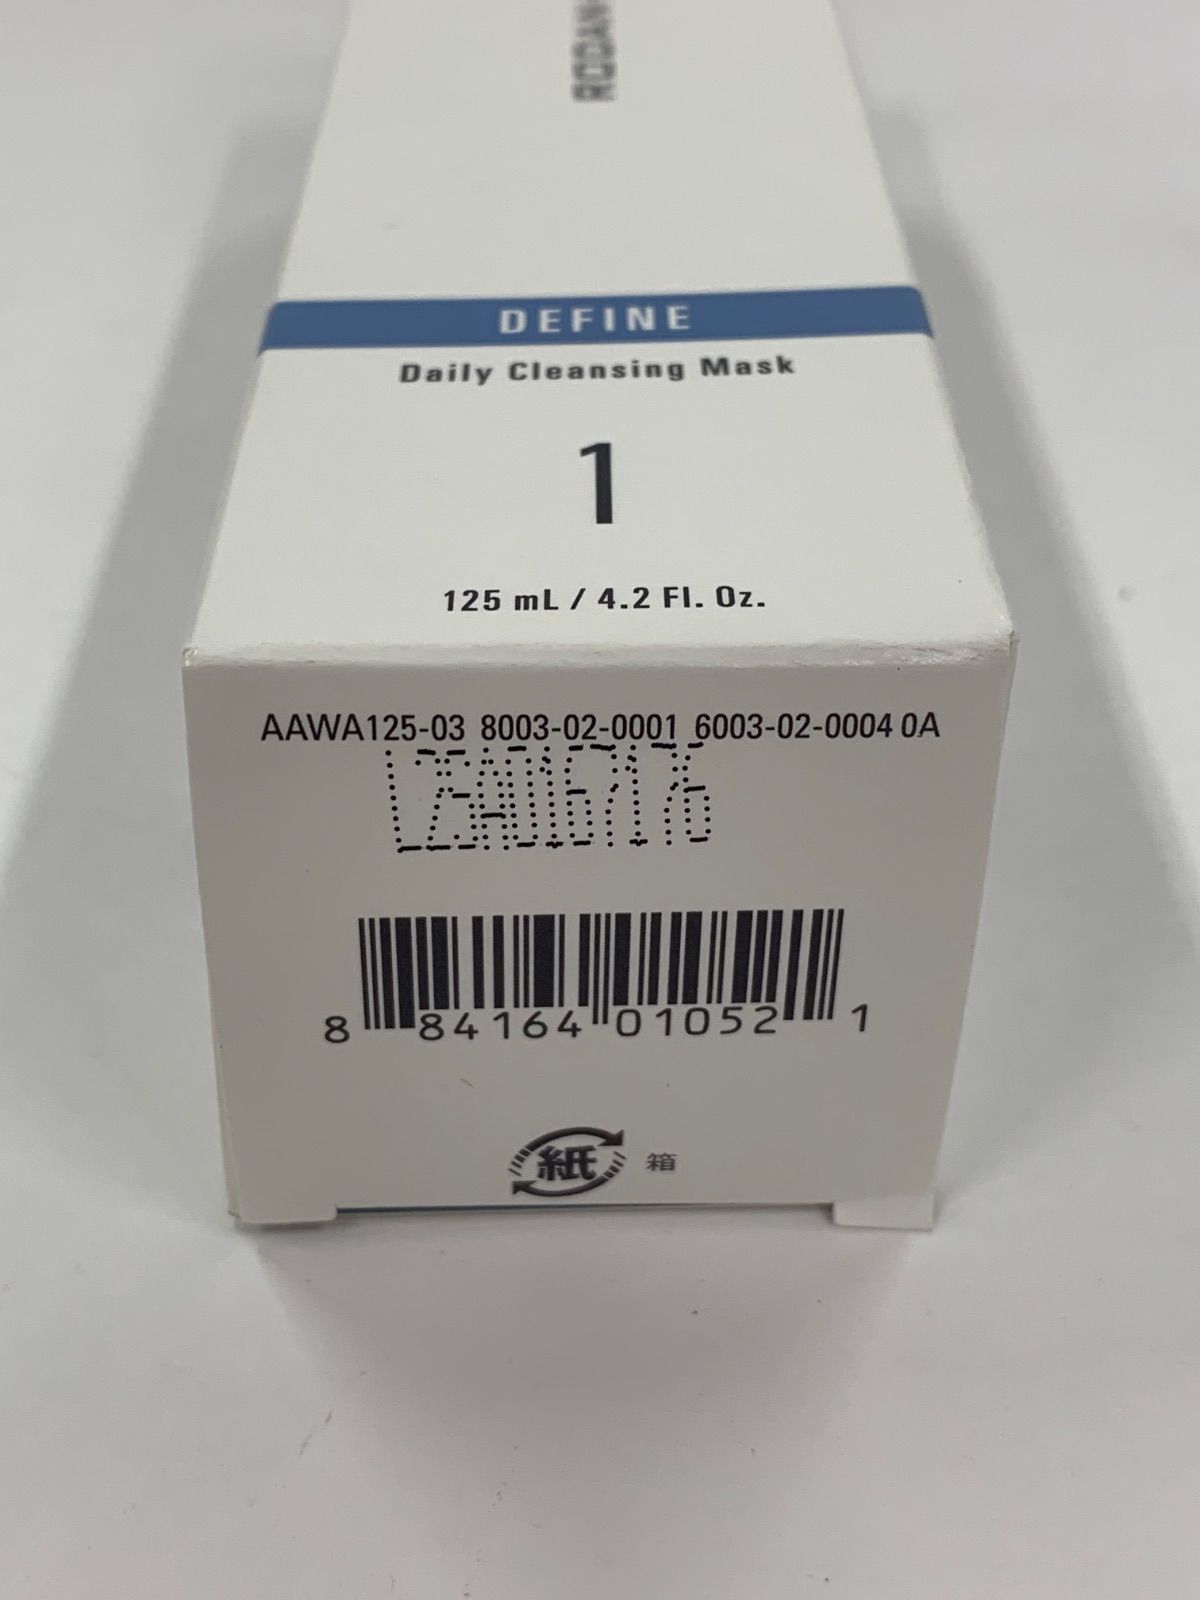 RODAN
DEFINE
Daily Cleansing Mask
1
125 mL / 4.2 Fl. Oz.
AAWA125-03 8003-02-0001 6003-02-0004 0A
8 84164 01052 1
紙 箱